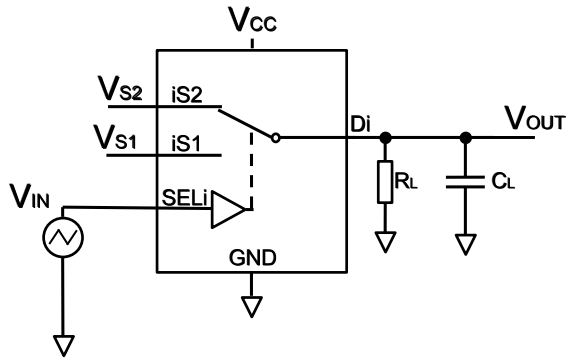 VCC
VS2 iS2
VS1 iS1
Di
VOUT
VIN
SELi
RL
CL
GND